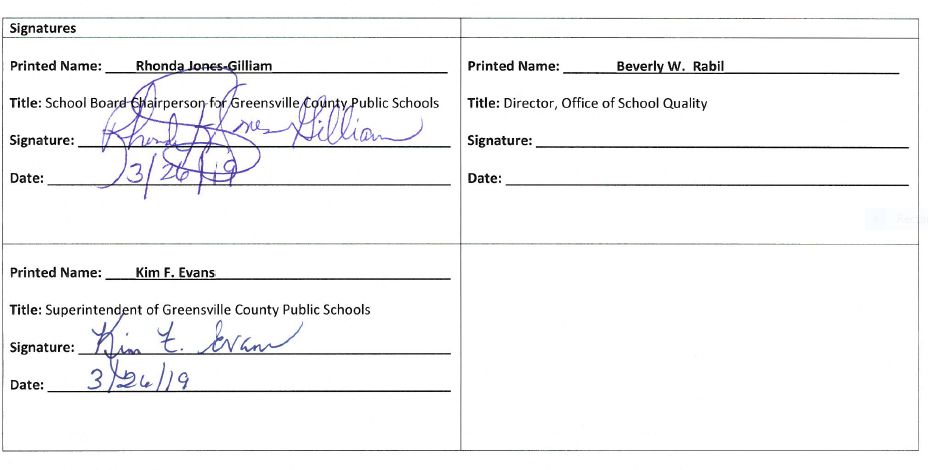 Signatures
Printed Name: Rhonda Jones-Gilliam
Title: School Board Chairperson for Greensville County Public Schools
Signature: Rhonda Jones Gilliam
Date: 3/26/19
Printed Name: Beverly W. Rabil
Title: Director, Office of School Quality
Signature:
Date:
Printed Name: Kim F. Evans
Title: Superintendent of Greensville County Public Schools
Signature: Kim F. Evans
Date: 3/26/19